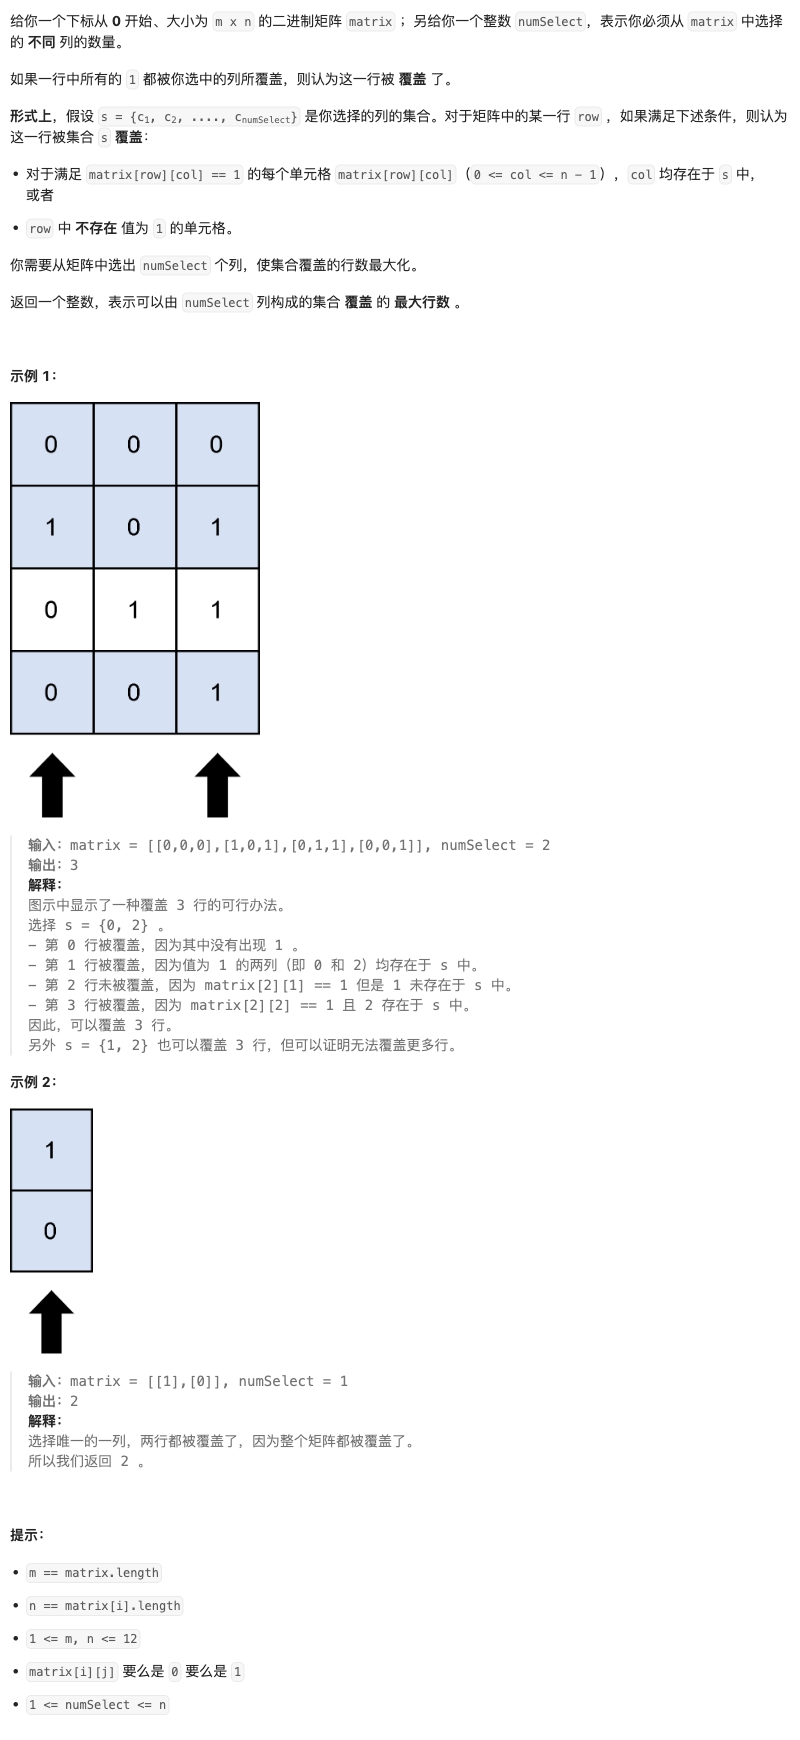 给你一个下标从 0 开始、大小为 m x n 的二进制矩阵 matrix ；另给你一个整数 numSelect，表示你必须从 matrix 中选择
的 不同 列的数量。
如果一行中所有的 1 都被你选中的列所覆盖，则认为这一行被 覆盖 了。
形式上，假设 s = {c1, c2, ...., cnumSelect} 是你选择的列的集合。对于矩阵中的某一行 row ，如果满足下述条件，则认为
这一行被集合 s 覆盖：
• 对于满足 matrix[row][col] == 1 的每个单元格 matrix[row][col]（0 <= col <= n - 1），col 均存在于 s 中，
或者
• row 中 不存在 值为 1 的单元格。
你需要从矩阵中选出 numSelect 个列，使集合覆盖的行数最大化。
返回一个整数，表示可以由 numSelect 列构成的集合 覆盖 的 最大行数 。
示例 1：
0 0 0
1 0 1
0 1 1
0 0 1
输入：matrix = [[0,0,0],[1,0,1],[0,1,1],[0,0,1]], numSelect = 2
输出：3
解释：
图示中显示了一种覆盖 3 行的可行办法。
选择 s = {0, 2} 。
- 第 0 行被覆盖，因为其中没有出现 1 。
- 第 1 行被覆盖，因为值为 1 的两列（即 0 和 2）均存在于 s 中。
- 第 2 行未被覆盖，因为 matrix[2][1] == 1 但是 1 未存在于 s 中。
- 第 3 行被覆盖，因为 matrix[2][2] == 1 且 2 存在于 s 中。
因此，可以覆盖 3 行。
另外 s = {1, 2} 也可以覆盖 3 行，但可以证明无法覆盖更多行。
示例 2：
1
0
输入：matrix = [[1],[0]], numSelect = 1
输出：2
解释：
选择唯一的一列，两行都被覆盖了，因为整个矩阵都被覆盖了。
所以我们返回 2 。
提示：
• m == matrix.length
• n == matrix[i].length
• 1 <= m, n <= 12
• matrix[i][j] 要么是 0 要么是 1
• 1 <= numSelect <= n